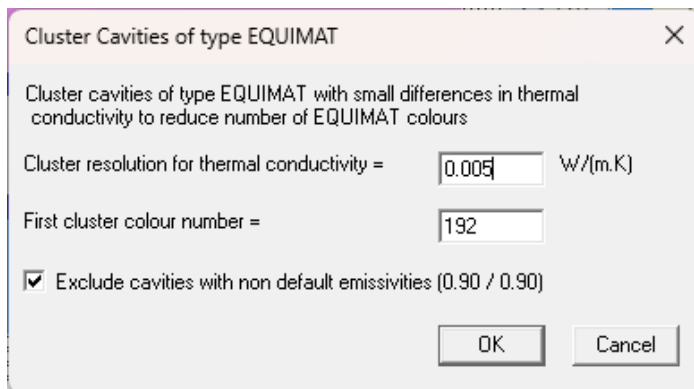 Cluster Cavities of type EQUIMAT
Cluster cavities of type EQUIMAT with small differences in thermal
conductivity to reduce number of EQUIMAT colours
Cluster resolution for thermal conductivity = 0.005 W/(m.K)
First cluster colour number = 192
Exclude cavities with non default emissivities (0.90 / 0.90)
OK Cancel